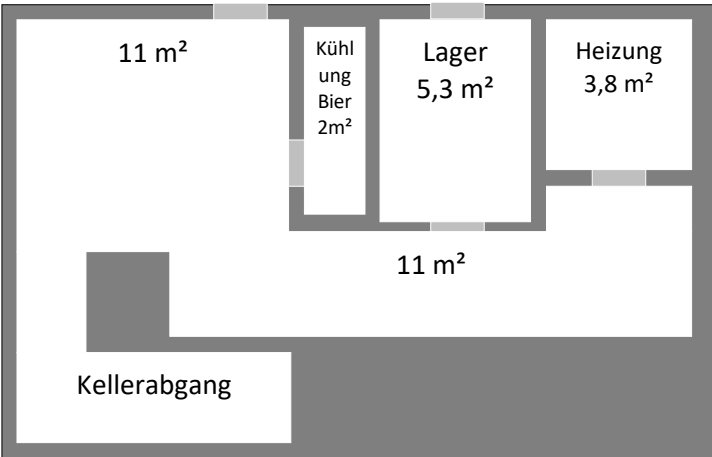 11 m²
Kühl
ung
Bier
2m²
Lager
5,3 m²
Heizung
3,8 m²
11 m²
Kellerabgang